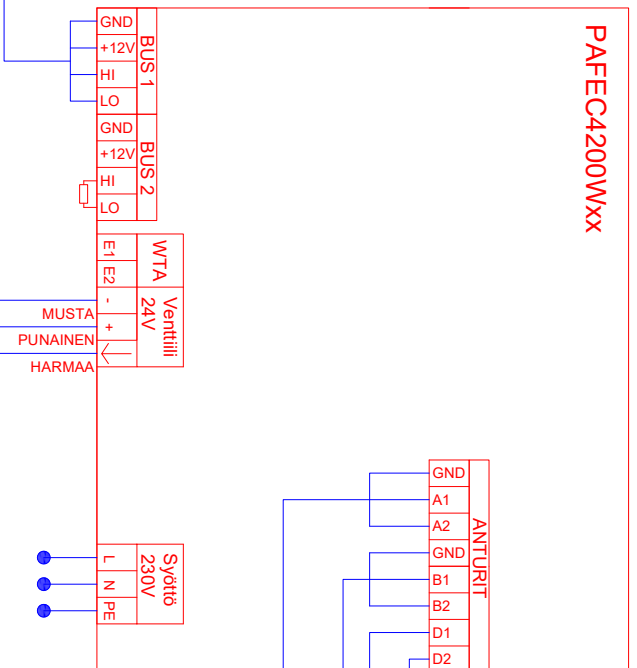 PAFEC4200Wxx
BUS 1
GND
+12V
HI
LO
BUS 2
GND
+12V
HI
LO
WTA
E1
E2
Venttiili
24V
-
+
MUSTA
PUNAINEN
HARMAA
Syöttö
230V
L
N
PE
ANTURIT
GND
A1
A2
GND
B1
B2
D1
D2